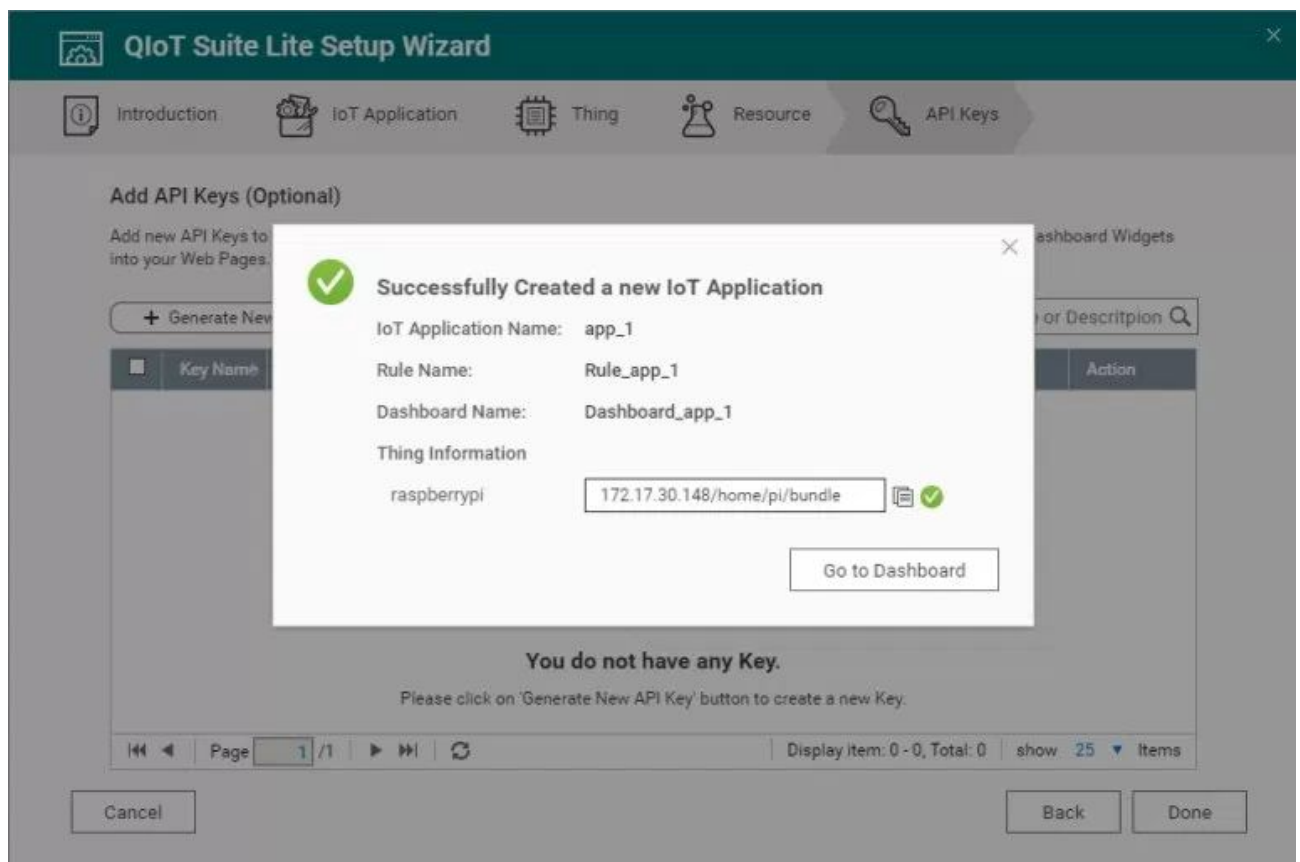 QIoT Suite Lite Setup Wizard
Introduction
IoT Application
Thing
Resource
API Keys
Add API Keys (Optional)
Add new API Keys to
ashboard Widgets
into your Web Pages.
+ Generate New
or Descritpion
Key Name
Action
Successfully Created a new IoT Application
IoT Application Name: app_1
Rule Name: Rule_app_1
Dashboard Name: Dashboard_app_1
Thing Information
raspberrypi 172.17.30.148/home/pi/bundle
Go to Dashboard
You do not have any Key.
Please click on 'Generate New API Key' button to create a new Key.
Page 1 /1
Display item: 0 - 0, Total: 0 show 25 Items
Cancel
Back
Done